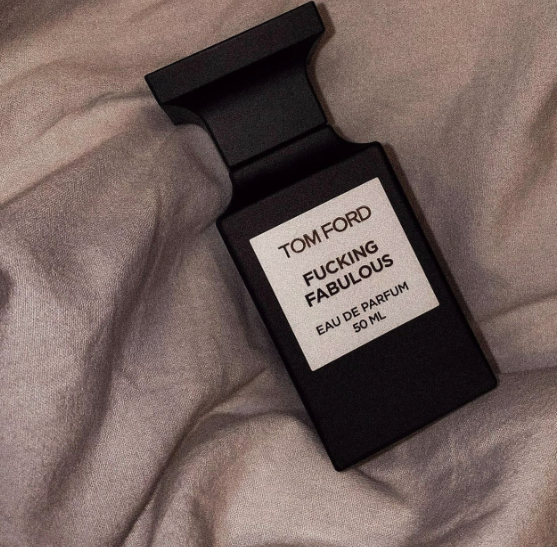 TOM FORD
FUCKING
FABULOUS
EAU DE PARFUM
50 ML